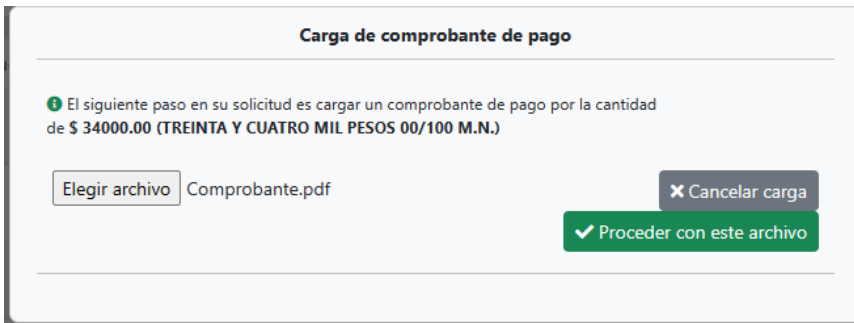 Carga de comprobante de pago
El siguiente paso en su solicitud es cargar un comprobante de pago por la cantidad
de $ 34000.00 (TREINTA Y CUATRO MIL PESOS 00/100 M.N.)
Elegir archivo Comprobante.pdf
Cancelar carga
Proceder con este archivo